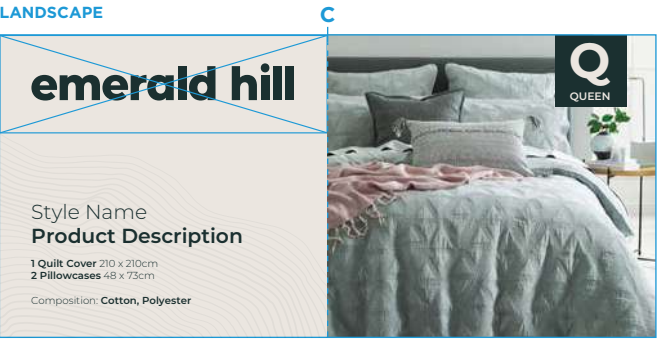 LANDSCAPE
C
emerald hill
Q
QUEEN
Style Name
Product Description
1 Quilt Cover 210 x 210cm
2 Pillowcases 48 x 73cm
Composition: Cotton, Polyester